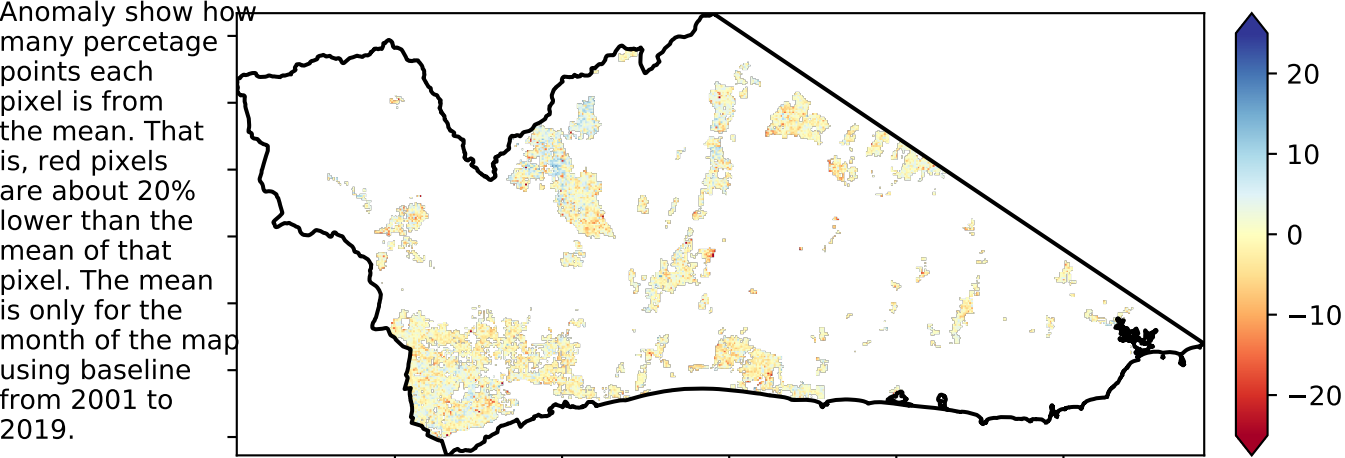 Anomaly show how
many percetage
points each
pixel is from
the mean. That
is, red pixels
are about 20%
lower than the
mean of that
pixel. The mean
is only for the
month of the map
using baseline
from 2001 to
2019.
20
10
0
−10
−20